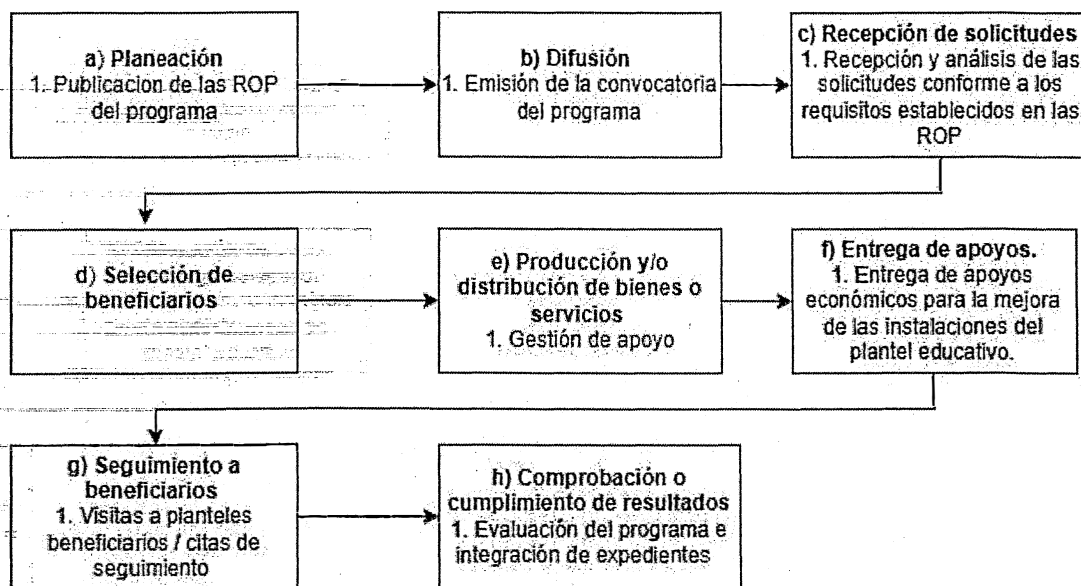 a) Planeación
1. Publicacion de las ROP
del programa
b) Difusión
1. Emisión de la convocatoria
del programa
c) Recepción de solicitudes
1. Recepción y análisis de las
solicitudes conforme a los
requisitos establecidos en las
ROP
d) Selección de
beneficiarios
e) Producción y/o
distribución de bienes o
servicios
1. Gestión de apoyo
f) Entrega de apoyos.
1. Entrega de apoyos
económicos para la mejora
de las instalaciones del
plantel educativo.
g) Seguimiento a
beneficiarios
1. Visitas a planteles
beneficiarios / citas de
seguimiento
h) Comprobación o
cumplimiento de resultados
1. Evaluación del programa e
integración de expedientes